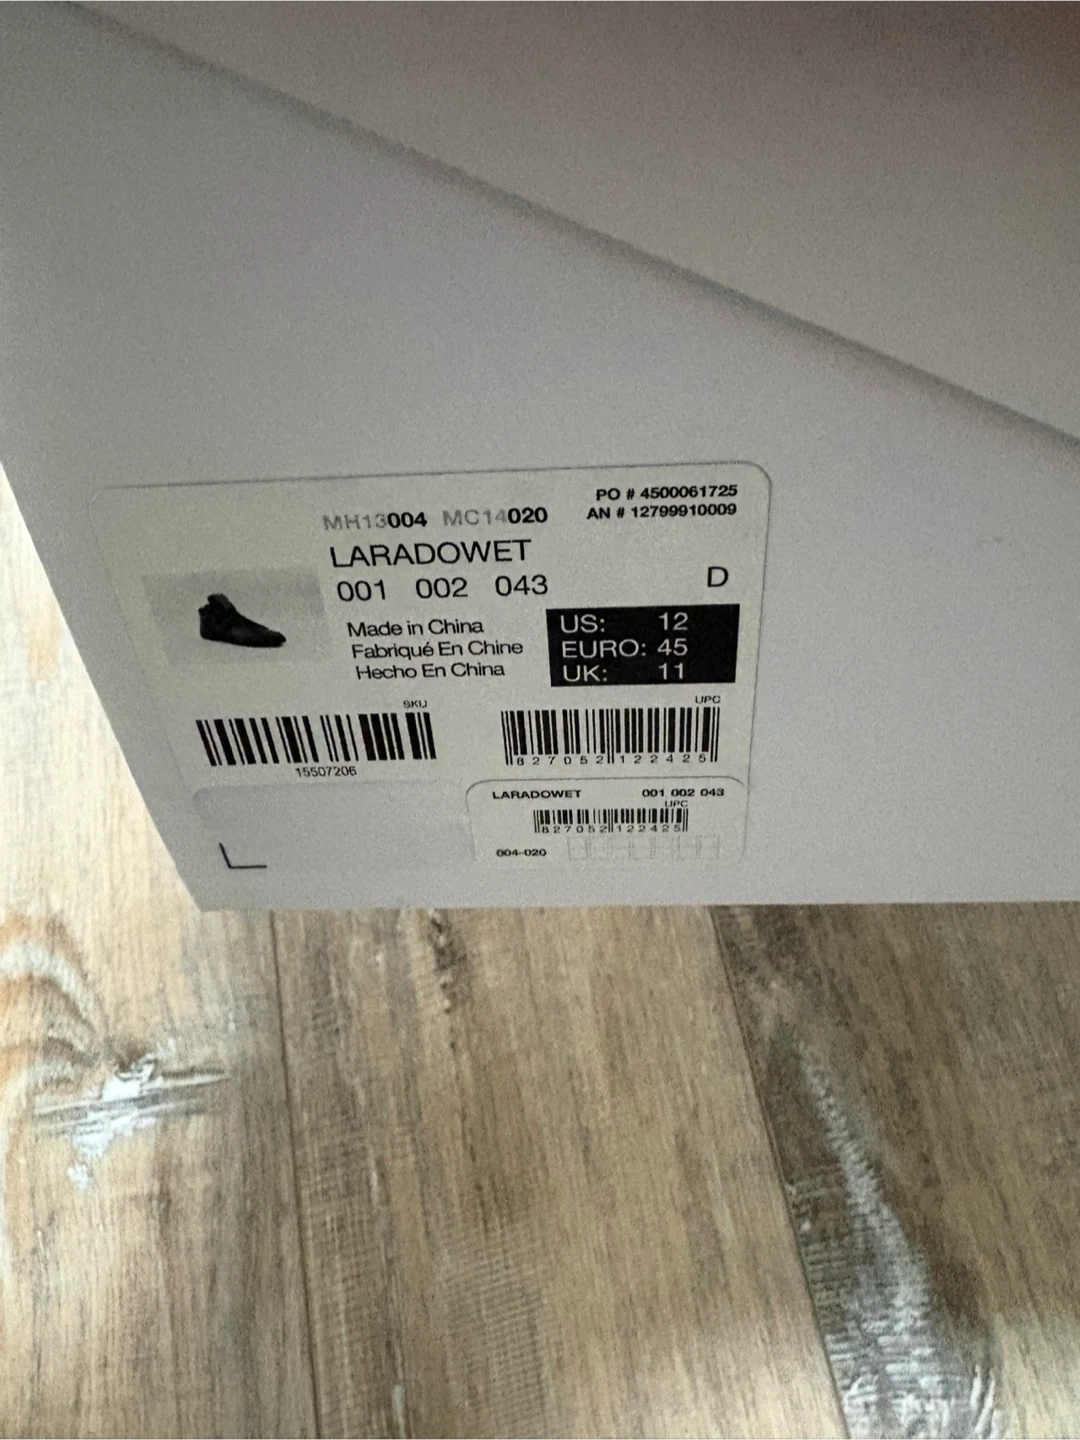 PO # 4500061725
MH13004 MC14020
AN # 12799910009
LARADOWET
001 002 043
D
Made in China
Fabriqué En Chine
Hecho En China
US: 12
EURO: 45
UK: 11
SKU
15507206
UPC
827052122425
LARADOWET 001 002 043
UPC
827052122425
004-020